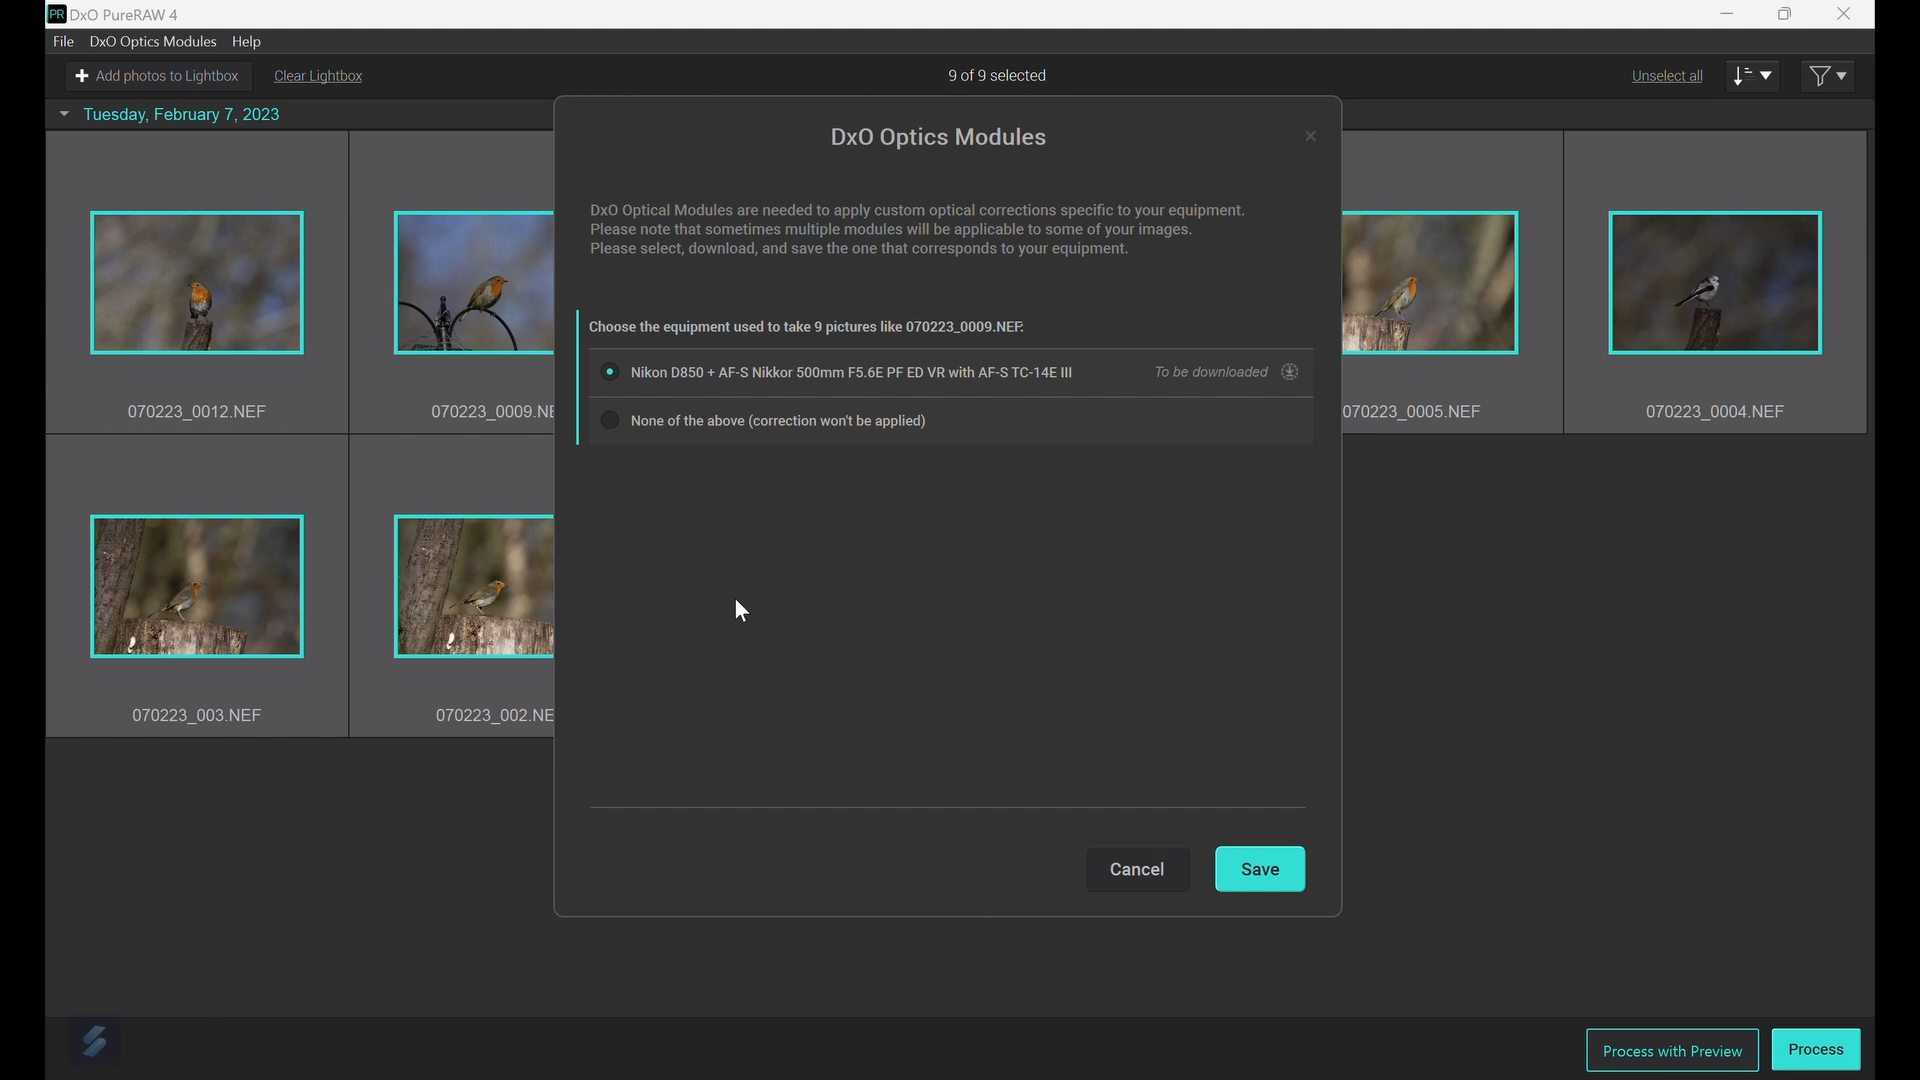 PR DxO PureRAW 4
File DxO Optics Modules Help
Add photos to Lightbox Clear Lightbox 9 of 9 selected Unselect all
Tuesday, February 7, 2023
DxO Optics Modules
DxO Optical Modules are needed to apply custom optical corrections specific to your equipment.
Please note that sometimes multiple modules will be applicable to some of your images.
Please select, download, and save the one that corresponds to your equipment.
Choose the equipment used to take 9 pictures like 070223_0009.NEF:
Nikon D850 + AF-S Nikkor 500mm F5.6E PF ED VR with AF-S TC-14E III To be downloaded
None of the above (correction won't be applied)
070223_0012.NEF 070223_0009.NE 070223_0005.NEF 070223_0004.NEF
070223_003.NEF 070223_002.NE
Cancel Save
Process with Preview Process